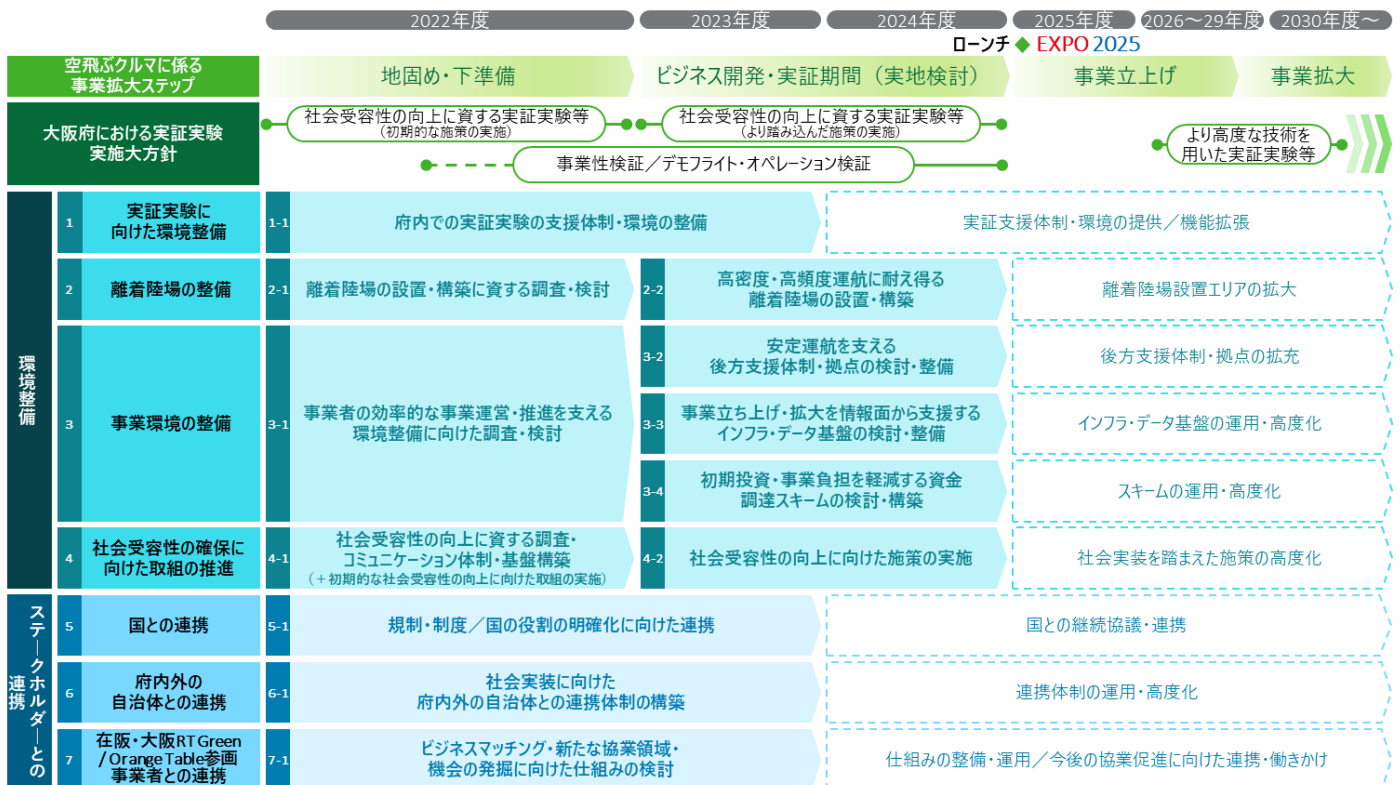 2022年度
2023年度
2024年度
2025年度
2026～29年度
2030年度～
ローンチ◆ EXPO 2025
空飛ぶクルマに係る
事業拡大ステップ
地固め・下準備
ビジネス開発・実証期間（実地検討）
事業立上げ
事業拡大
大阪府における実証実験
実施大方針
社会受容性の向上に資する実証実験等
（初期的な施策の実施）
社会受容性の向上に資する実証実験等
（より踏み込んだ施策の実施）
事業性検証／デモフライト・オペレーション検証
より高度な技術を
用いた実証実験等
環境整備
1
実証実験に
向けた環境整備
1-1
府内での実証実験の支援体制・環境の整備
実証支援体制・環境の提供／機能拡張
2
離着陸場の整備
2-1
離着陸場の設置・構築に資する調査・検討
2-2
高密度・高頻度運航に耐え得る
離着陸場の設置・構築
離着陸場設置エリアの拡大
3
事業環境の整備
3-1
事業者の効率的な事業運営・推進を支える
環境整備に向けた調査・検討
3-2
安定運航を支える
後方支援体制・拠点の検討・整備
後方支援体制・拠点の拡充
3-3
事業立ち上げ・拡大を情報面から支援する
インフラ・データ基盤の検討・整備
インフラ・データ基盤の運用・高度化
3-4
初期投資・事業負担を軽減する資金
調達スキームの検討・構築
スキームの運用・高度化
4
社会受容性の確保に
向けた取組の推進
4-1
社会受容性の向上に資する調査・
コミュニケーション体制・基盤構築
（＋初期的な社会受容性の向上に向けた取組の実施）
4-2
社会受容性の向上に向けた施策の実施
社会実装を踏まえた施策の高度化
ステークホルダーとの
連携
5
国との連携
5-1
規制・制度／国の役割の明確化に向けた連携
国との継続協議・連携
6
府内外の
自治体との連携
6-1
社会実装に向けた
府内外の自治体との連携体制の構築
連携体制の運用・高度化
7
在阪・大阪RT Green
/ Orange Table参画
事業者との連携
7-1
ビジネスマッチング・新たな協業領域・
機会の発掘に向けた仕組みの検討
仕組みの整備・運用／今後の協業促進に向けた連携・働きかけ